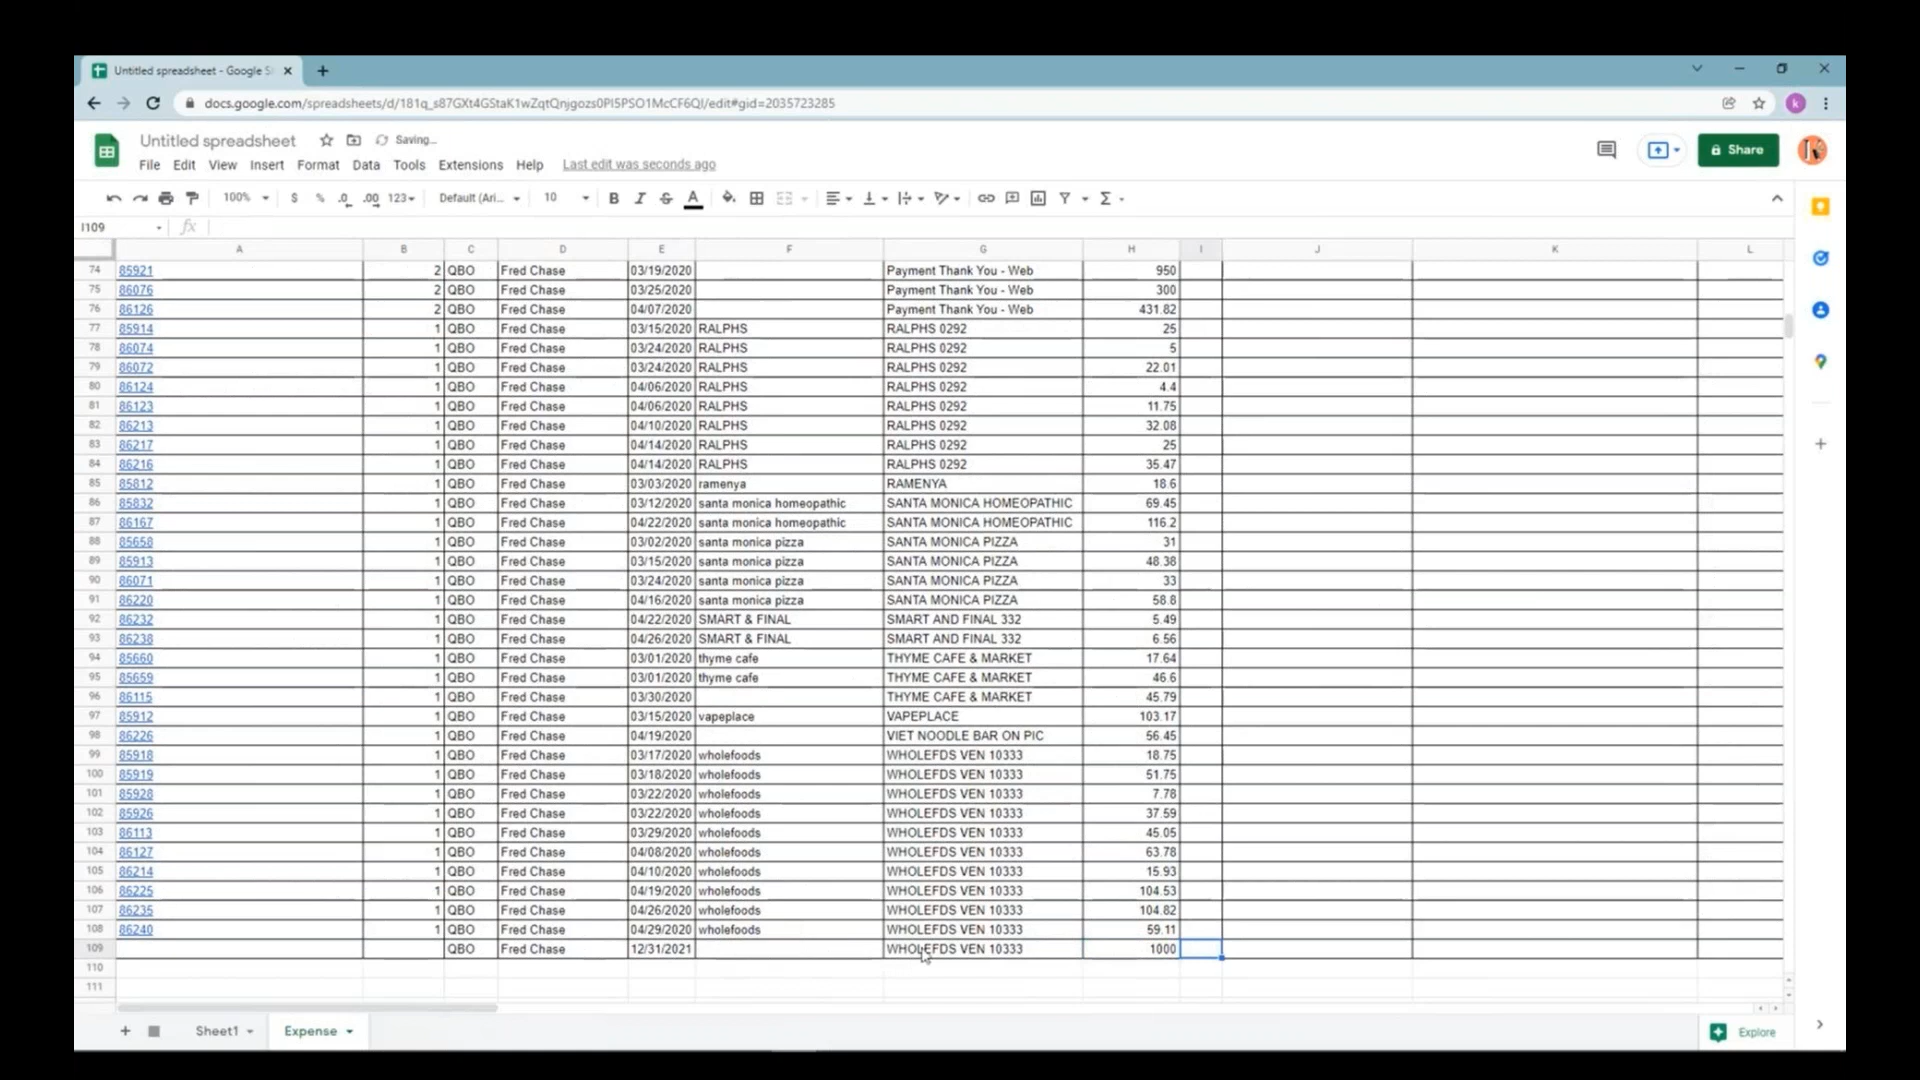 Untitled spreadsheet - Google S
docs.google.com/spreadsheets/d/181q_s87GXt4GStaK1wZqtQnjgozs0PI5PSO1McCF6QI/edit#gid=2035723285
k
Untitled spreadsheet Saving...
Share
File Edit View Insert Format Data Tools Extensions Help Last edit was seconds ago
100% $ % .0 .00 123 Default (Ari... 10 B I S A Σ
I109 fx
A B C D E F G H I J K L
74 85921 2 QBO Fred Chase 03/19/2020 Payment Thank You - Web 950
75 86076 2 QBO Fred Chase 03/25/2020 Payment Thank You - Web 300
76 86126 2 QBO Fred Chase 04/07/2020 Payment Thank You - Web 431.82
77 85914 1 QBO Fred Chase 03/15/2020 RALPHS RALPHS 0292 25
78 86074 1 QBO Fred Chase 03/24/2020 RALPHS RALPHS 0292 5
79 86072 1 QBO Fred Chase 03/24/2020 RALPHS RALPHS 0292 22.01
80 86124 1 QBO Fred Chase 04/06/2020 RALPHS RALPHS 0292 4.4
81 86123 1 QBO Fred Chase 04/06/2020 RALPHS RALPHS 0292 11.75
82 86213 1 QBO Fred Chase 04/10/2020 RALPHS RALPHS 0292 32.08
83 86217 1 QBO Fred Chase 04/14/2020 RALPHS RALPHS 0292 25
84 86216 1 QBO Fred Chase 04/14/2020 RALPHS RALPHS 0292 35.47
85 85812 1 QBO Fred Chase 03/03/2020 ramenya RAMENYA 18.6
86 85832 1 QBO Fred Chase 03/12/2020 santa monica homeopathic SANTA MONICA HOMEOPATHIC 69.45
87 86167 1 QBO Fred Chase 04/22/2020 santa monica homeopathic SANTA MONICA HOMEOPATHIC 116.2
88 85658 1 QBO Fred Chase 03/02/2020 santa monica pizza SANTA MONICA PIZZA 31
89 85913 1 QBO Fred Chase 03/15/2020 santa monica pizza SANTA MONICA PIZZA 48.38
90 86071 1 QBO Fred Chase 03/24/2020 santa monica pizza SANTA MONICA PIZZA 33
91 86220 1 QBO Fred Chase 04/16/2020 santa monica pizza SANTA MONICA PIZZA 58.8
92 86232 1 QBO Fred Chase 04/22/2020 SMART & FINAL SMART AND FINAL 332 5.49
93 86238 1 QBO Fred Chase 04/26/2020 SMART & FINAL SMART AND FINAL 332 6.56
94 85660 1 QBO Fred Chase 03/01/2020 thyme cafe THYME CAFE & MARKET 17.64
95 85659 1 QBO Fred Chase 03/01/2020 thyme cafe THYME CAFE & MARKET 46.6
96 86115 1 QBO Fred Chase 03/30/2020 THYME CAFE & MARKET 45.79
97 85912 1 QBO Fred Chase 03/15/2020 vapeplace VAPEPLACE 103.17
98 86226 1 QBO Fred Chase 04/19/2020 VIET NOODLE BAR ON PIC 56.45
99 85918 1 QBO Fred Chase 03/17/2020 wholefoods WHOLEFDS VEN 10333 18.75
100 85919 1 QBO Fred Chase 03/18/2020 wholefoods WHOLEFDS VEN 10333 51.75
101 85928 1 QBO Fred Chase 03/22/2020 wholefoods WHOLEFDS VEN 10333 7.78
102 85926 1 QBO Fred Chase 03/22/2020 wholefoods WHOLEFDS VEN 10333 37.59
103 86113 1 QBO Fred Chase 03/29/2020 wholefoods WHOLEFDS VEN 10333 45.05
104 86127 1 QBO Fred Chase 04/08/2020 wholefoods WHOLEFDS VEN 10333 63.78
105 86214 1 QBO Fred Chase 04/10/2020 wholefoods WHOLEFDS VEN 10333 15.93
106 86225 1 QBO Fred Chase 04/19/2020 wholefoods WHOLEFDS VEN 10333 104.53
107 86235 1 QBO Fred Chase 04/26/2020 wholefoods WHOLEFDS VEN 10333 104.82
108 86240 1 QBO Fred Chase 04/29/2020 wholefoods WHOLEFDS VEN 10333 59.11
109 QBO Fred Chase 12/31/2021 WHOLEFDS VEN 10333 1000
110
111
Sheet1 Expense Explore